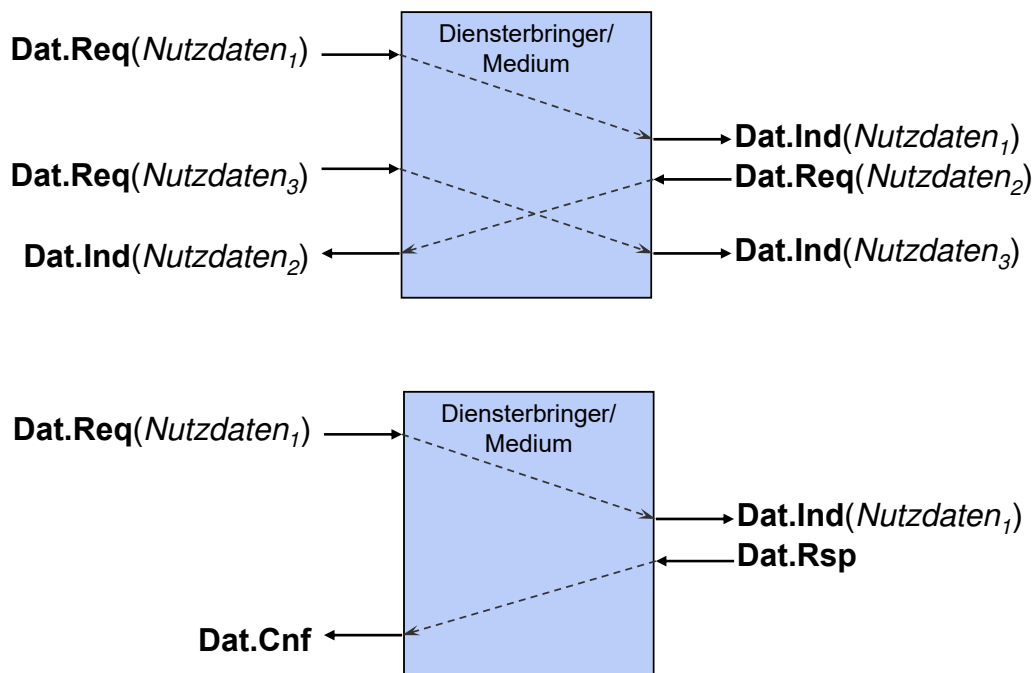 Diensterbringer/
Medium
Dat.Req(Nutzdaten₁)
Dat.Ind(Nutzdaten₁)
Dat.Req(Nutzdaten₃)
Dat.Req(Nutzdaten₂)
Dat.Ind(Nutzdaten₂)
Dat.Ind(Nutzdaten₃)
Diensterbringer/
Medium
Dat.Req(Nutzdaten₁)
Dat.Ind(Nutzdaten₁)
Dat.Rsp
Dat.Cnf